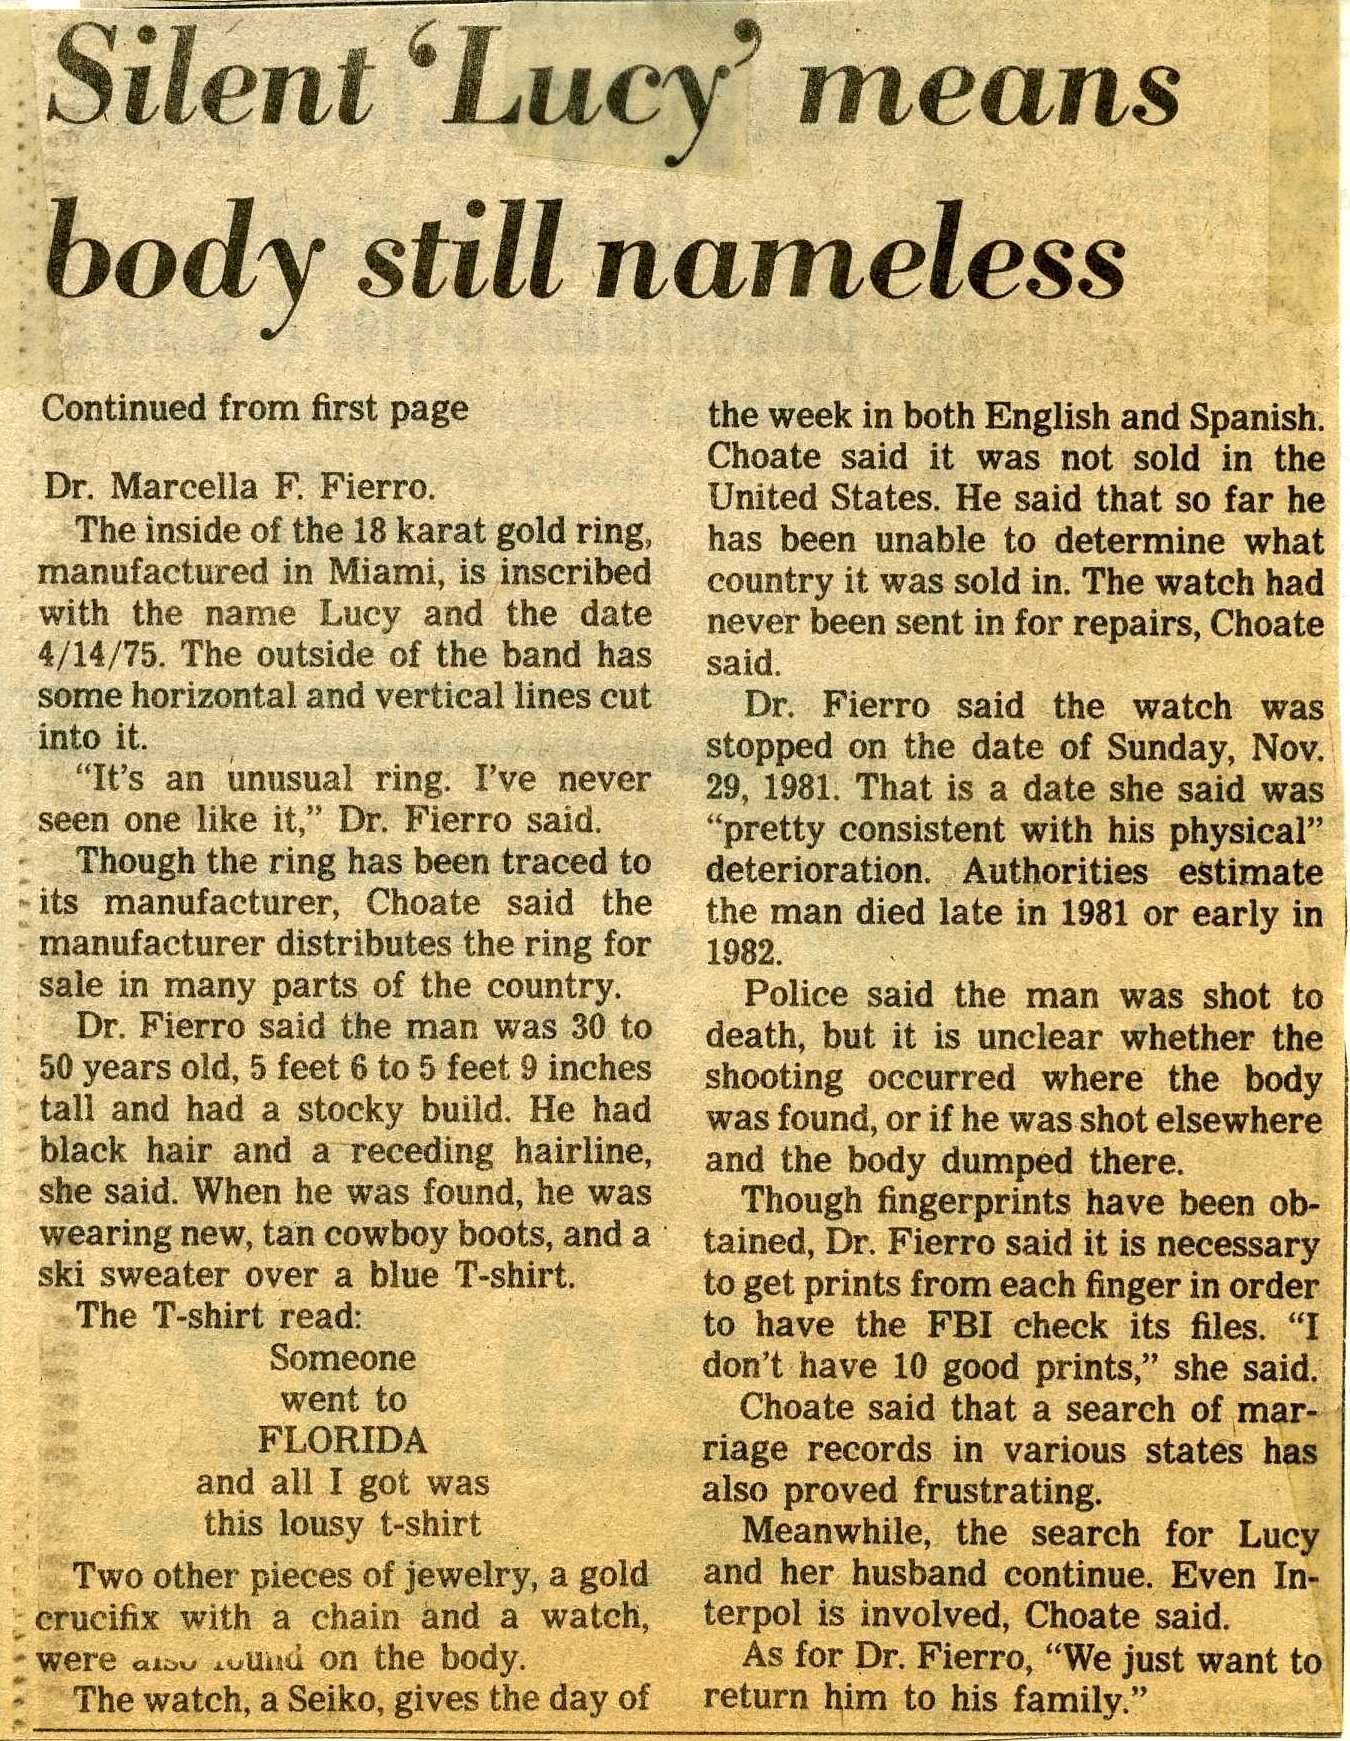 Silent 'Lucy' means
body still nameless
Continued from first page
Dr. Marcella F. Fierro.
The inside of the 18 karat gold ring,
manufactured in Miami, is inscribed
with the name Lucy and the date
4/14/75. The outside of the band has
some horizontal and vertical lines cut
into it.
"It's an unusual ring. I've never
seen one like it," Dr. Fierro said.
Though the ring has been traced to
its manufacturer, Choate said the
manufacturer distributes the ring for
sale in many parts of the country.
Dr. Fierro said the man was 30 to
50 years old, 5 feet 6 to 5 feet 9 inches
tall and had a stocky build. He had
black hair and a receding hairline,
she said. When he was found, he was
wearing new, tan cowboy boots, and a
ski sweater over a blue T-shirt.
The T-shirt read:
Someone
went to
FLORIDA
and all I got was
this lousy t-shirt
Two other pieces of jewelry, a gold
crucifix with a chain and a watch,
were also found on the body.
The watch, a Seiko, gives the day of
the week in both English and Spanish.
Choate said it was not sold in the
United States. He said that so far he
has been unable to determine what
country it was sold in. The watch had
never been sent in for repairs, Choate
said.
Dr. Fierro said the watch was
stopped on the date of Sunday, Nov.
29, 1981. That is a date she said was
"pretty consistent with his physical"
deterioration. Authorities estimate
the man died late in 1981 or early in
1982.
Police said the man was shot to
death, but it is unclear whether the
shooting occurred where the body
was found, or if he was shot elsewhere
and the body dumped there.
Though fingerprints have been ob-
tained, Dr. Fierro said it is necessary
to get prints from each finger in order
to have the FBI check its files. "I
don't have 10 good prints," she said.
Choate said that a search of mar-
riage records in various states has
also proved frustrating.
Meanwhile, the search for Lucy
and her husband continue. Even In-
terpol is involved, Choate said.
As for Dr. Fierro, "We just want to
return him to his family."